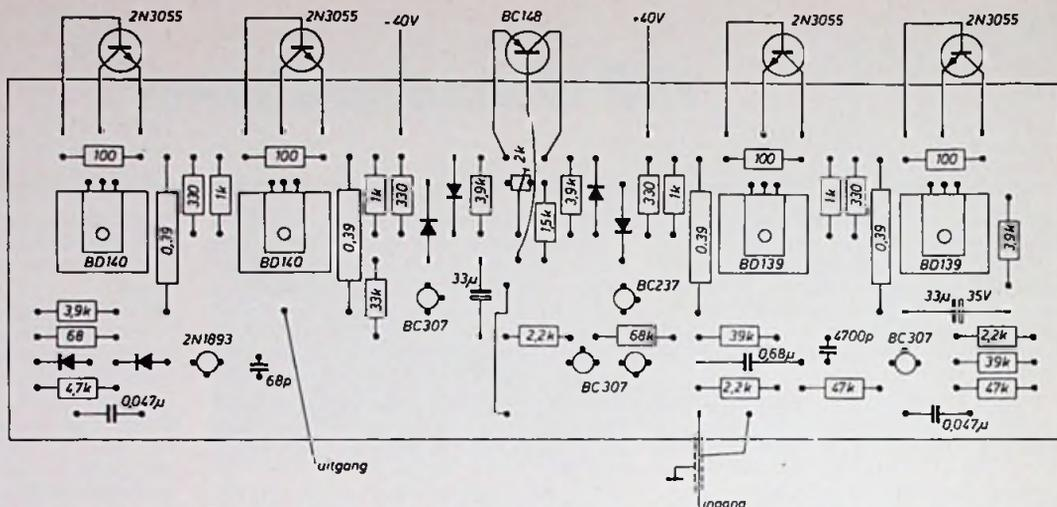 2N3055
2N3055
-40V
BC148
+40V
2N3055
2N3055
100
330
1k
100
1k
330
3,9k
2k
1,5k
3,9k
330
1k
100
1k
330
100
3,9k
0,39
BD140
BD140
0,39
33k
33µ
BC307
BC237
0,39
BD139
0,39
BD139
33µ 35V
3,9k
68
2N1893
68p
4,7k
0,047µ
2,2k
68k
BC307
39k
0,68µ
2,2k
4700p
47k
BC307
2,2k
39k
47k
0,047µ
uitgang
ingang